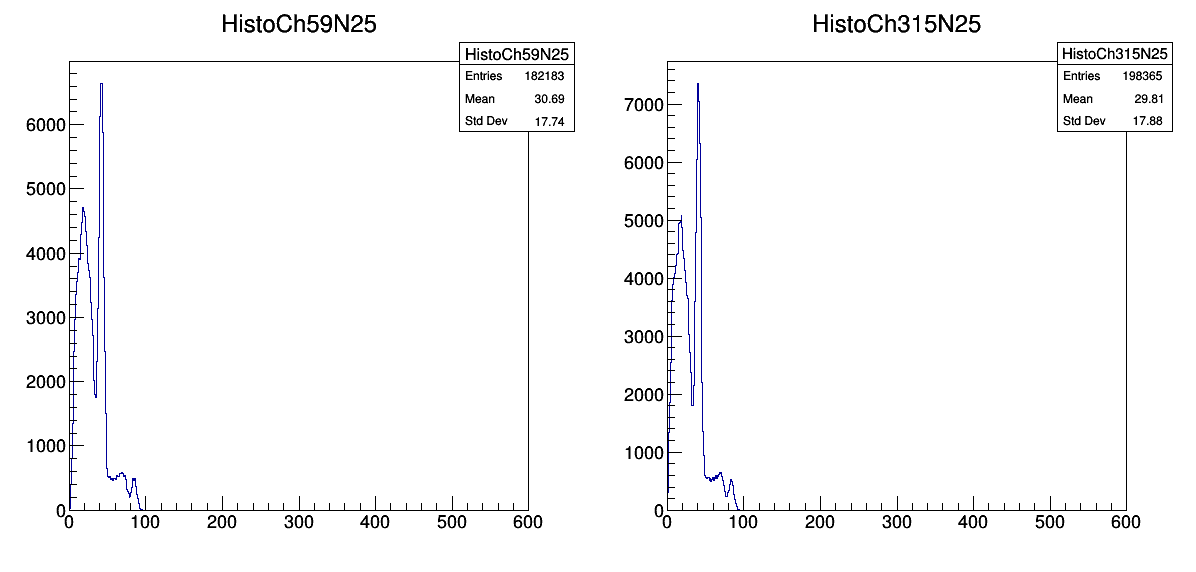 HistoCh59N25
HistoCh59N25
Entries 182183
Mean 30.69
Std Dev 17.74
6000
5000
4000
3000
2000
1000
0
0 100 200 300 400 500 600
HistoCh315N25
HistoCh315N25
Entries 198365
Mean 29.81
Std Dev 17.88
7000
6000
5000
4000
3000
2000
1000
0
0 100 200 300 400 500 600